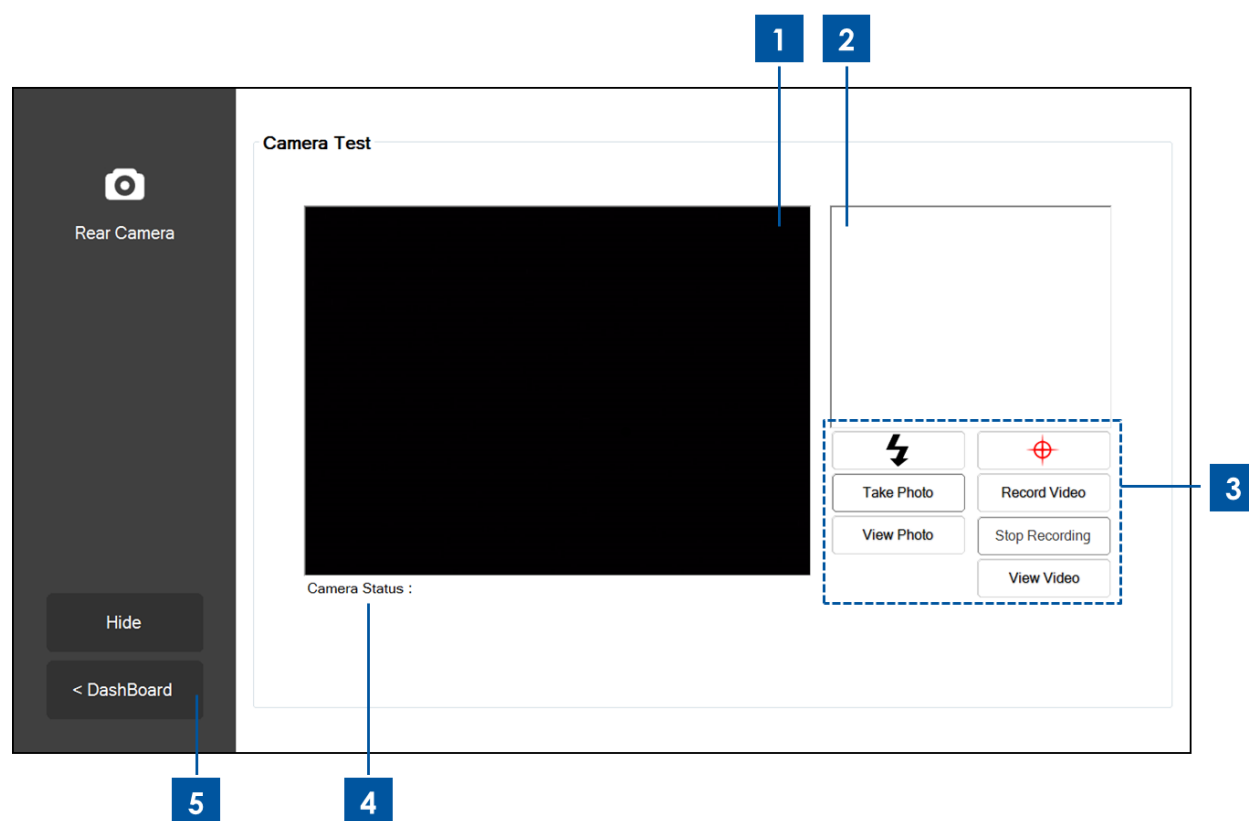 1
2
Camera Test
Rear Camera
Take Photo
Record Video
3
View Photo
Stop Recording
View Video
Camera Status :
Hide
< DashBoard
5
4